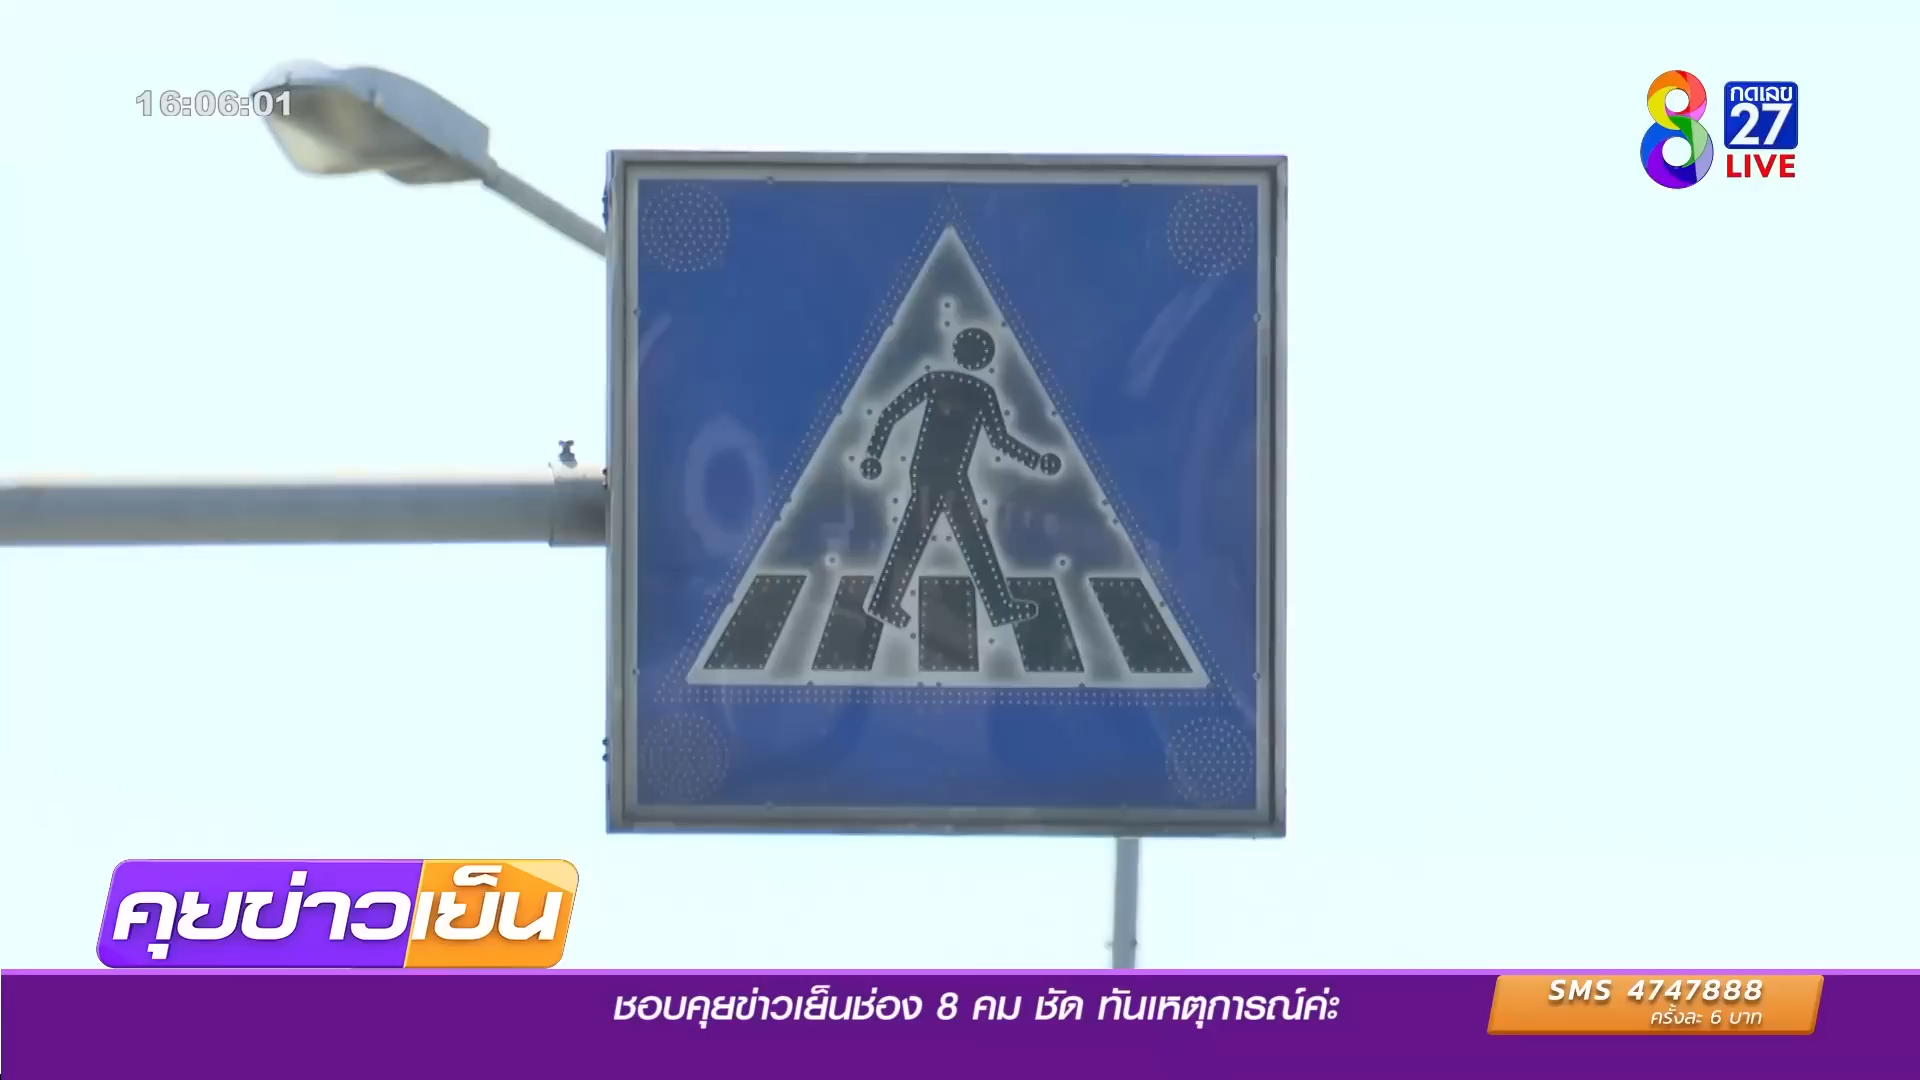 16:06:01
8
กดเลข
27
LIVE
คุยข่าวเย็น
ชอบคุยข่าวเย็นช่อง 8 คม ชัด ทันเหตุการณ์ค่ะ
SMS 4747888
ครั้งละ 6 บาท